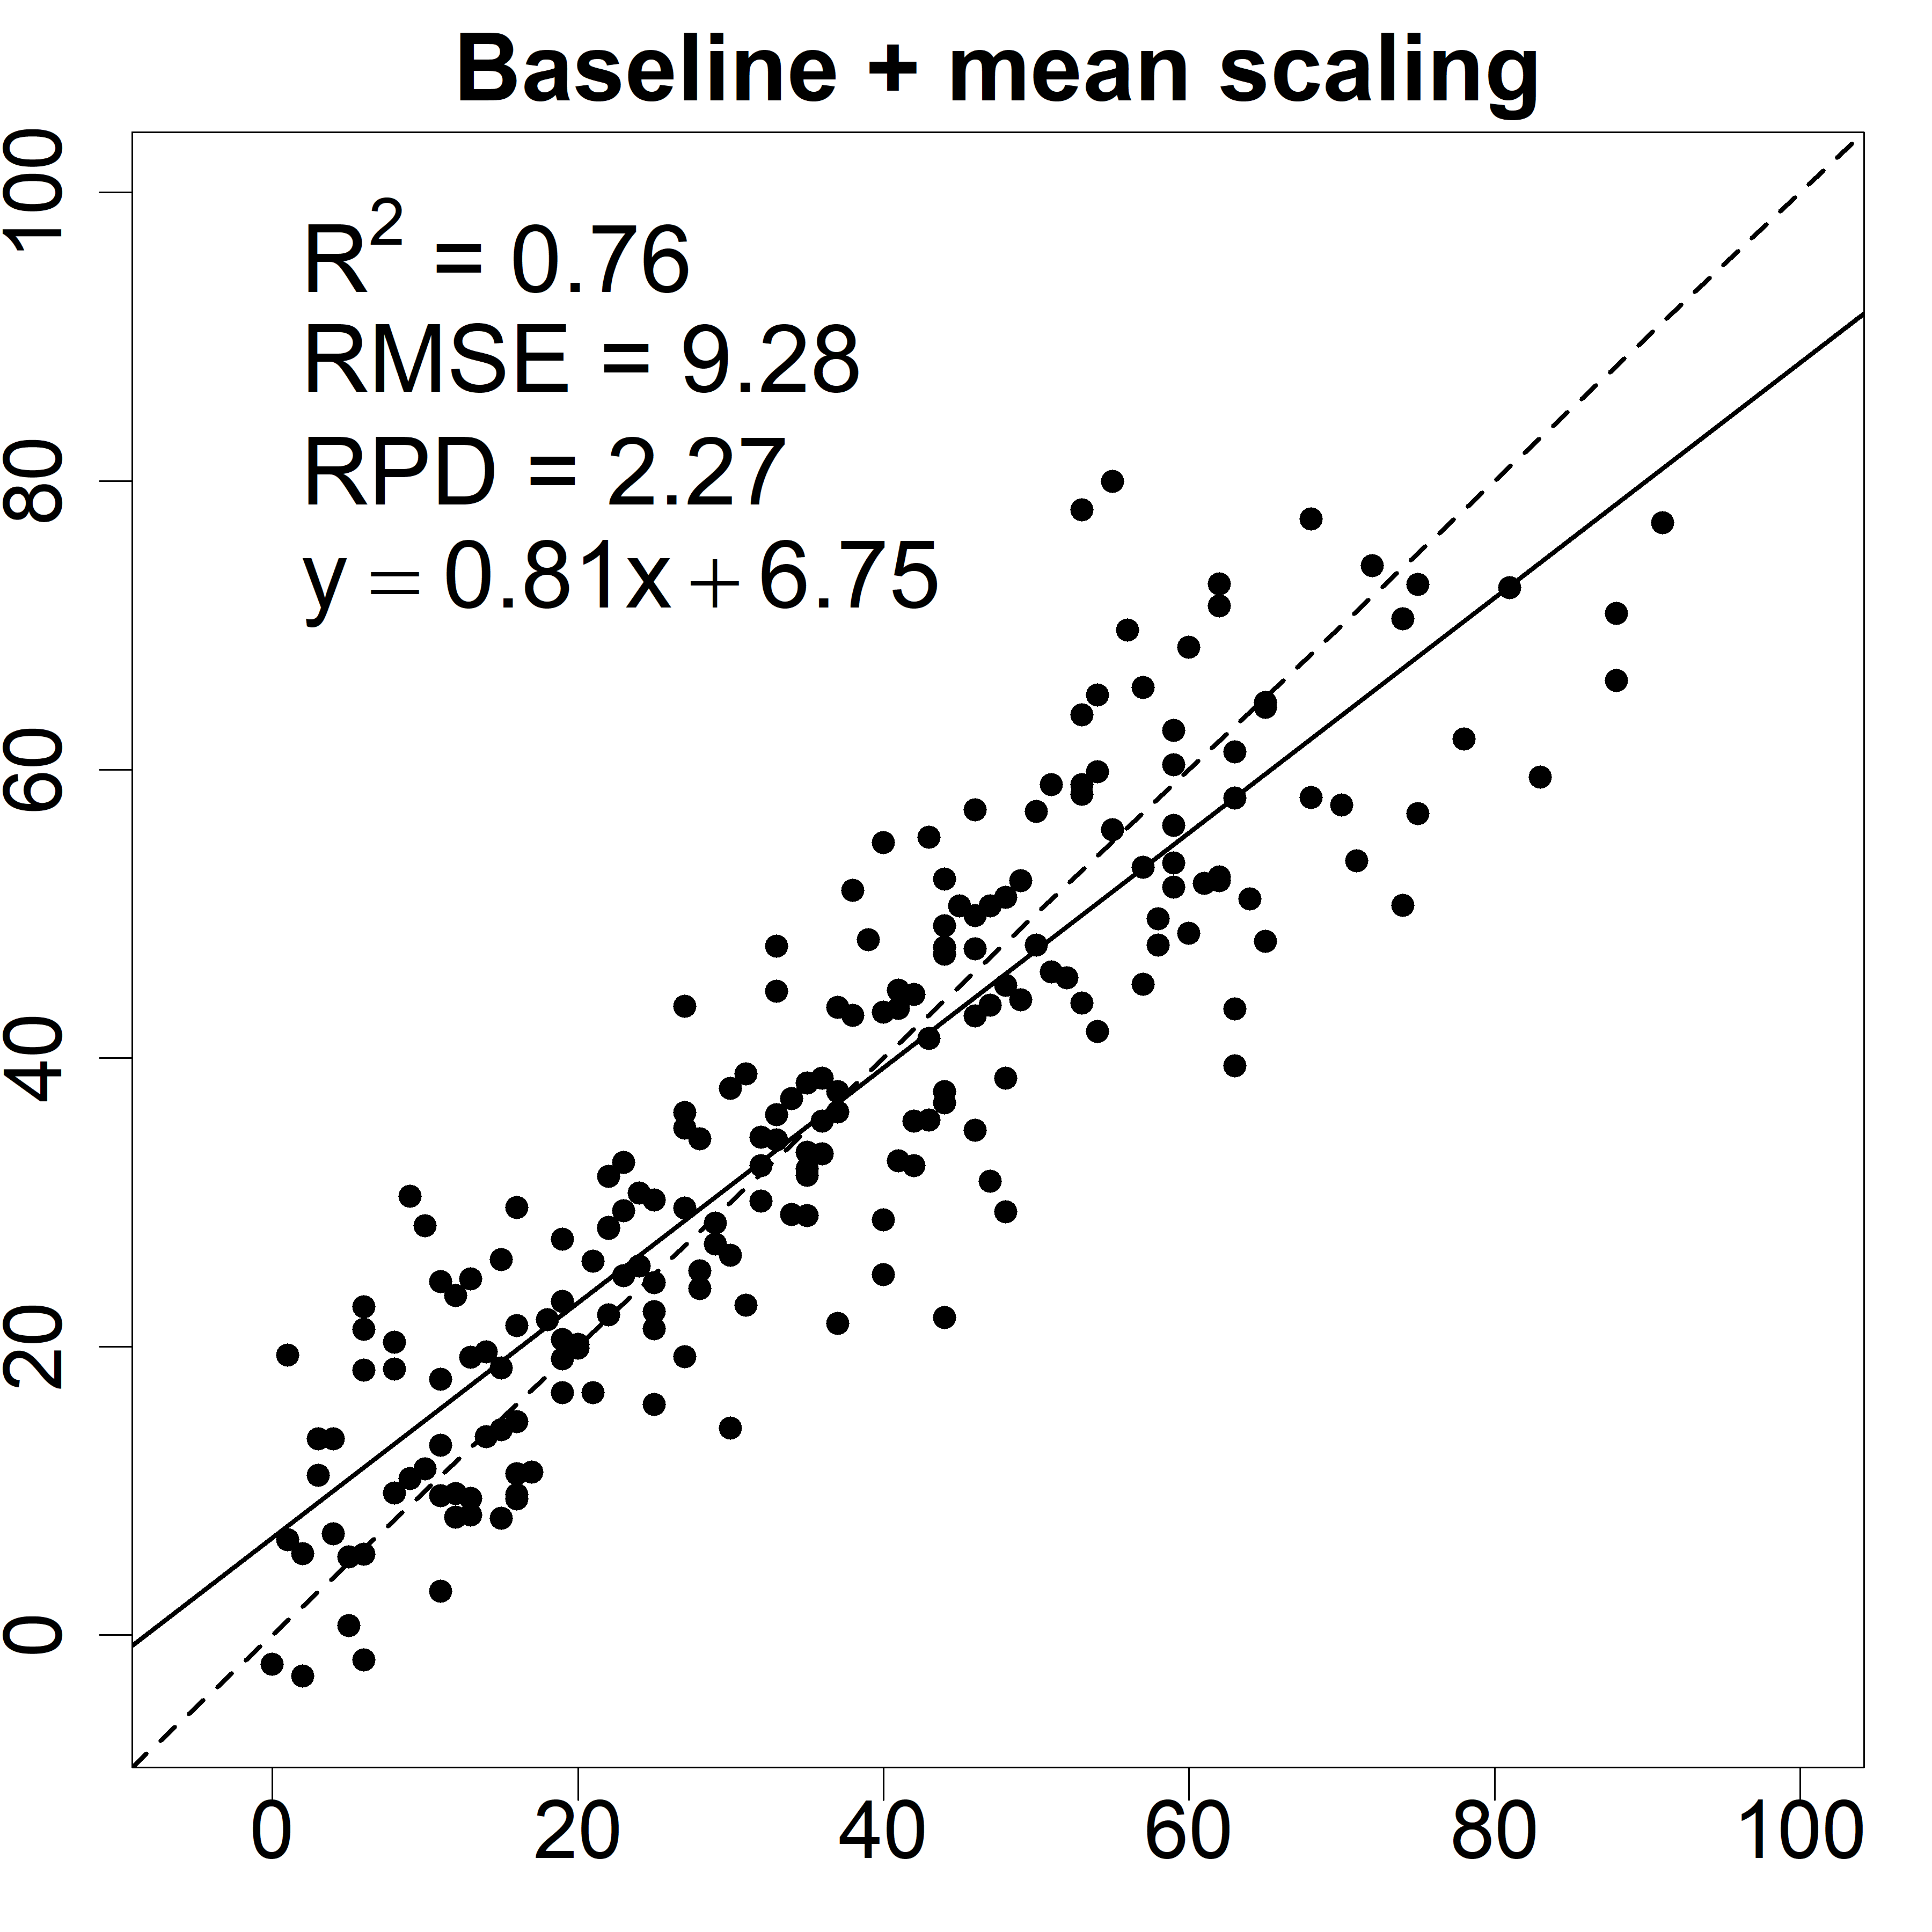 Baseline + mean scaling
R² = 0.76
RMSE = 9.28
RPD = 2.27
y = 0.81x + 6.75
100
80
60
40
20
0
0 20 40 60 80 100